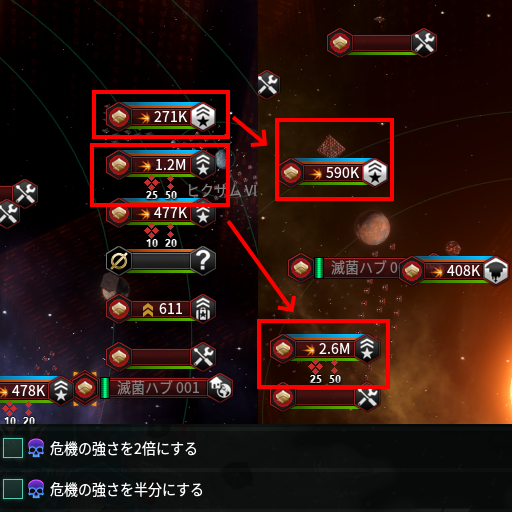 271K
1.2M
25 50
ヒクサム VI
477K
10 20
?
611
478K
滅菌ハブ 001
10 20
590K
滅菌ハブ 0
408K
2.6M
25 50
危機の強さを2倍にする
危機の強さを半分にする